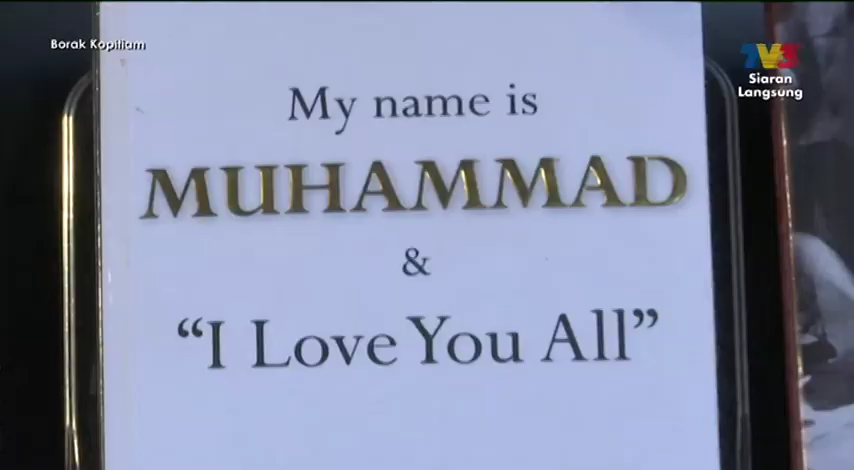 Borak Kopitiam
TV3
Siaran
Langsung
My name is
MUHAMMAD
&
“I Love You All”